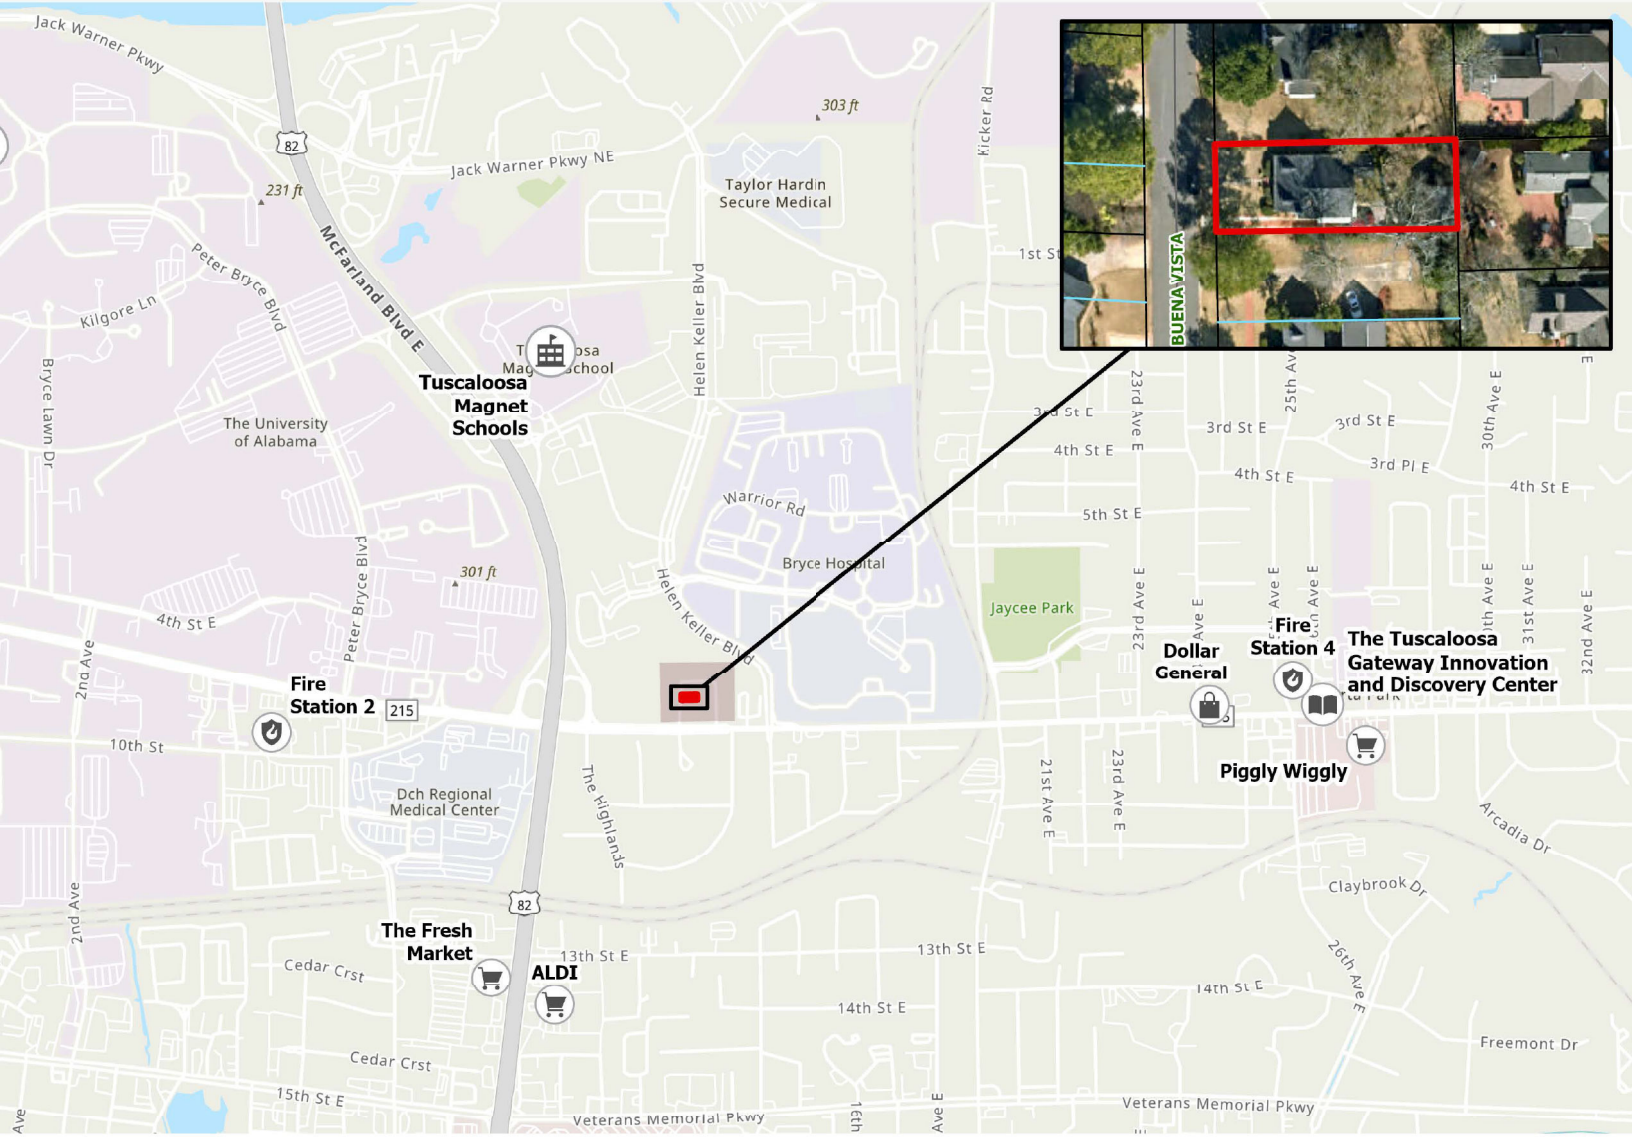 Jack Warner Pkwy
82
231 ft
303 ft
Kicker Rd
Jack Warner Pkwy NE
Taylor Hardin
Secure Medical
1st St
BUENA VISTA
McFarland Blvd E
Peter Bryce Blvd
Kilgore Ln
Bryce Lawn Dr
The University
of Alabama
Helen Keller Blvd
Tuscaloosa
Magnet
Schools
23rd Ave E
25th Av
30th Ave E
E
3rd St E
3rd St E
3rd St E
4th St E
4th St E
3rd Pl E
4th St E
5th St E
Warrior Rd
Bryce Hospital
301 ft
Peter Bryce Blvd
4th St E
2nd Ave
Helen Keller Blvd
Jaycee Park
23rd Ave E
Ave E
31st Ave E
32nd Ave E
Fire
Station 4
Dollar
General
The Tuscaloosa
Gateway Innovation
and Discovery Center
Fire
Station 2
215
10th St
Piggly Wiggly
Dch Regional
Medical Center
The Highlands
21st Ave E
23rd Ave E
Arcadia Dr
Claybrook Dr
82
2nd Ave
The Fresh
Market
ALDI
13th St E
13th St E
Cedar Crst
14th St E
14th St E
26th Ave E
Cedar Crst
Freemont Dr
15th St E
Veterans Memorial Pkwy
16th
Ave E
Veterans Memorial Pkwy
Ave